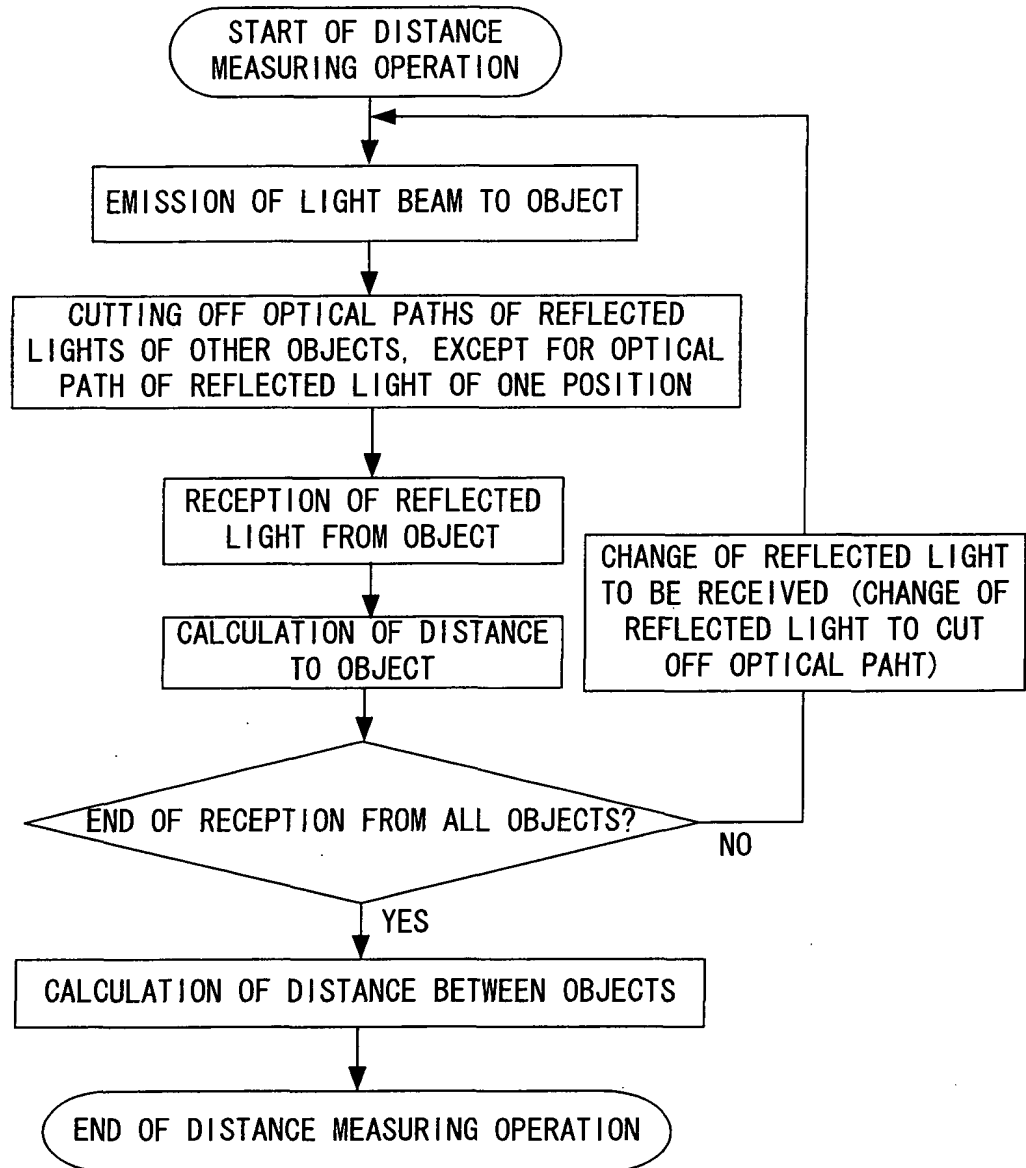 START OF DISTANCE
MEASURING OPERATION
EMISSION OF LIGHT BEAM TO OBJECT
CUTTING OFF OPTICAL PATHS OF REFLECTED
LIGHTS OF OTHER OBJECTS, EXCEPT FOR OPTICAL
PATH OF REFLECTED LIGHT OF ONE POSITION
RECEPTION OF REFLECTED
LIGHT FROM OBJECT
CALCULATION OF DISTANCE
TO OBJECT
END OF RECEPTION FROM ALL OBJECTS?
NO
CHANGE OF REFLECTED LIGHT
TO BE RECEIVED (CHANGE OF
REFLECTED LIGHT TO CUT
OFF OPTICAL PAHT)
YES
CALCULATION OF DISTANCE BETWEEN OBJECTS
END OF DISTANCE MEASURING OPERATION